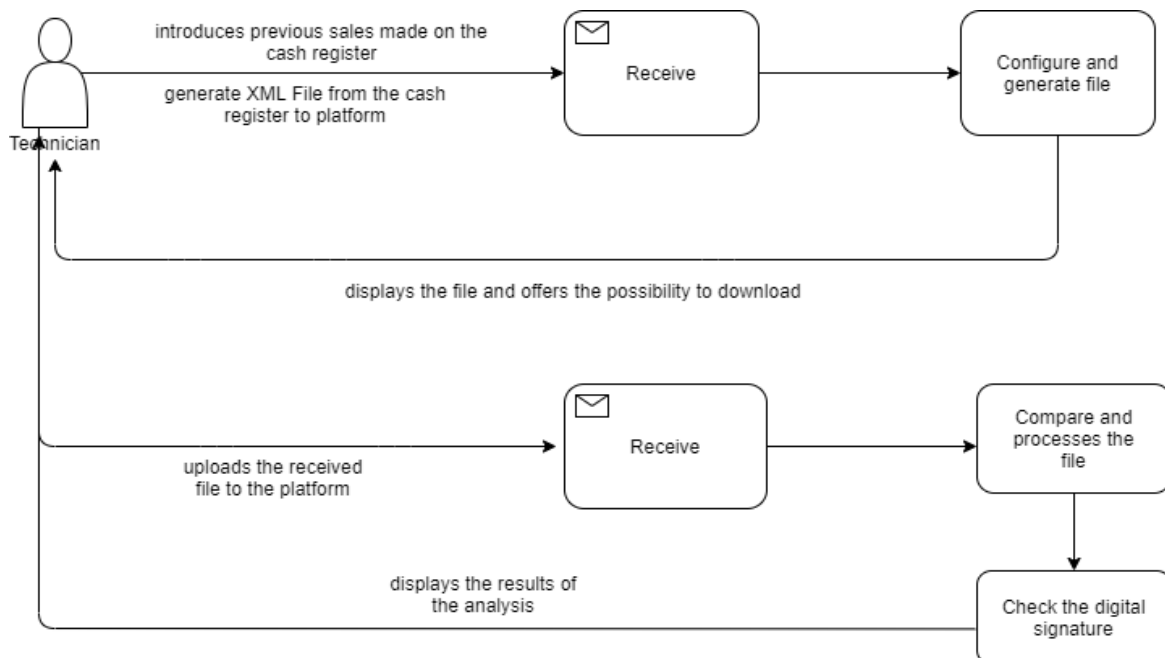 introduces previous sales made on the
cash register
Receive
Configure and
generate file
generate XML File from the cash
register to platform
Technician
displays the file and offers the possibility to download
Receive
Compare and
processes the
file
uploads the received
file to the platform
displays the results of
the analysis
Check the digital
signature